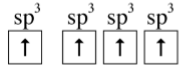 sp³ sp³ sp³ sp³
↑ ↑ ↑ ↑